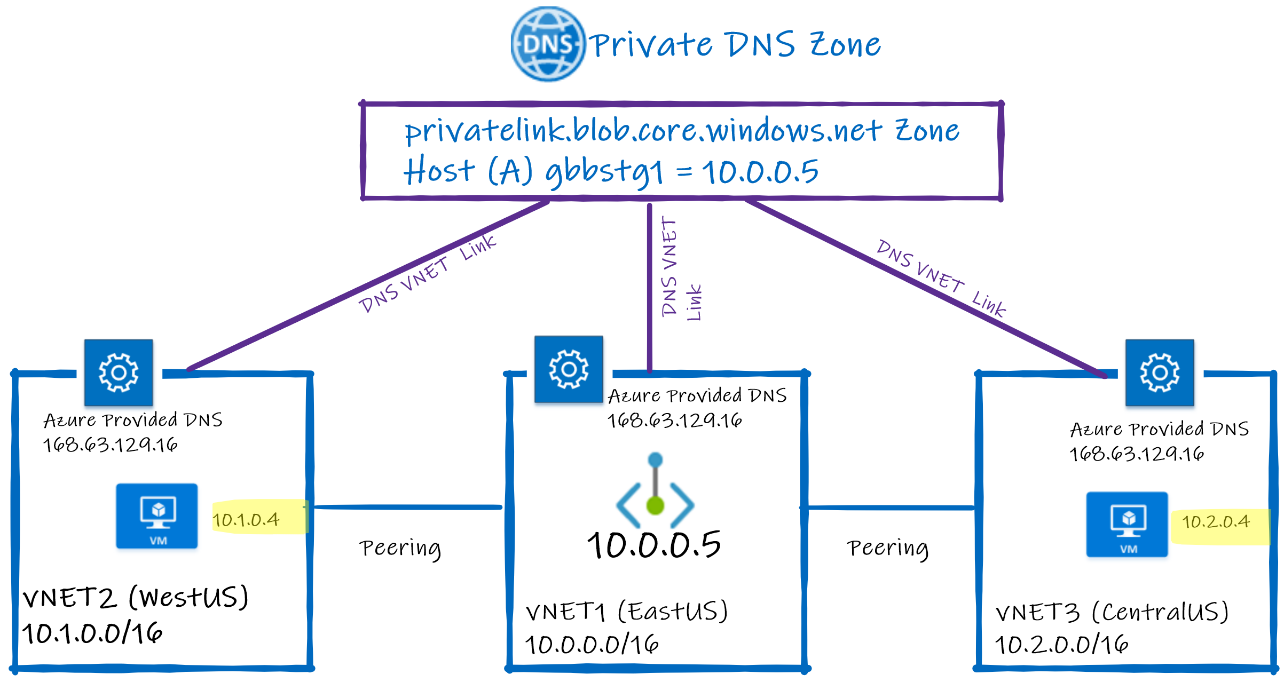 DNS
Private DNS Zone
privatelink.blob.core.windows.net Zone
Host (A) gbbstg1 = 10.0.0.5
DNS VNET Link
DNS VNET
Link
DNS VNET Link
Azure Provided DNS
168.63.129.16
VM
10.1.0.4
VNET2 (WestUS)
10.1.0.0/16
Peering
Azure Provided DNS
168.63.129.16
10.0.0.5
VNET1 (EastUS)
10.0.0.0/16
Peering
Azure Provided DNS
168.63.129.16
VM
10.2.0.4
VNET3 (CentralUS)
10.2.0.0/16